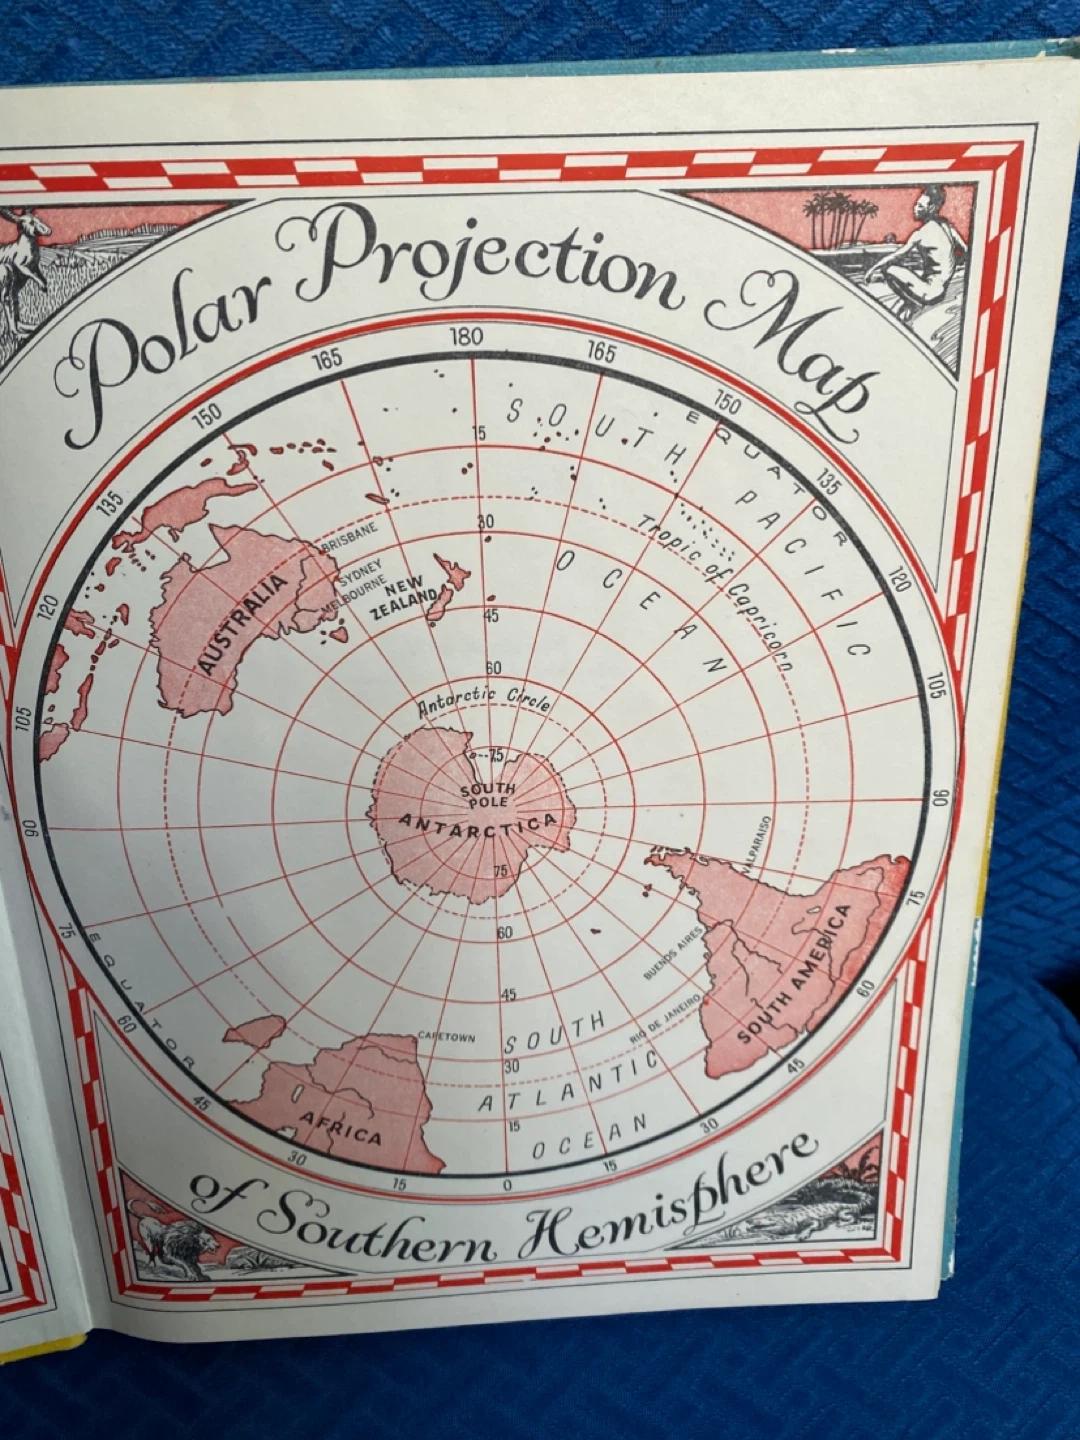 Polar Projection Map
180
165
165
150
150
135
135
120
120
105
105
90
90
75
75
60
60
45
45
30
30
15
15
0
EQUATOR
SOUTH PACIFIC
OCEAN
Tropic of Capricorn
15
30
45
60
75
BRISBANE
SYDNEY
MELBOURNE
NEW
ZEALAND
AUSTRALIA
Antarctic Circle
SOUTH
POLE
ANTARCTICA
75
60
45
30
15
VALPARAISO
BUENOS AIRES
RIO DE JANEIRO
SOUTH AMERICA
EQUATOR
CAPETOWN
AFRICA
SOUTH
ATLANTIC
OCEAN
of Southern Hemisphere